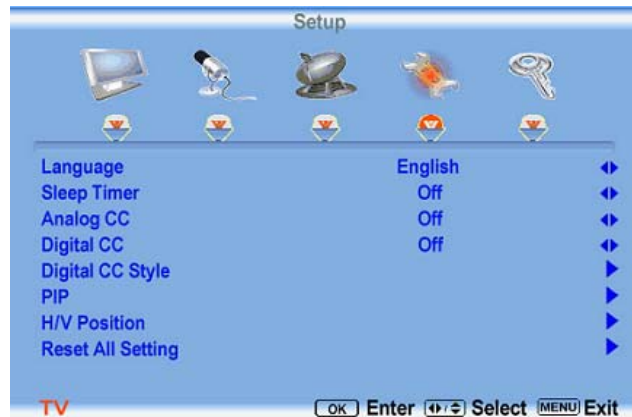 Setup
Language English
Sleep Timer Off
Analog CC Off
Digital CC Off
Digital CC Style
PIP
H/V Position
Reset All Setting
TV OK Enter Select MENU Exit